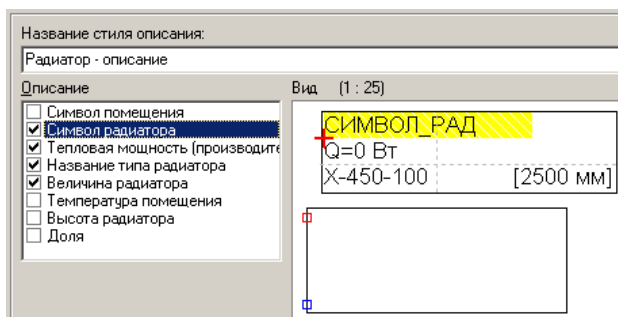 Название стиля описания:
Радиатор - описание
Описание
Вид (1 : 25)
Символ помещения
Символ радиатора
Тепловая мощность (производите
Название типа радиатора
Величина радиатора
Температура помещения
Высота радиатора
Доля
СИМВОЛ_РАД
Q=0 Вт
X-450-100 [2500 мм]